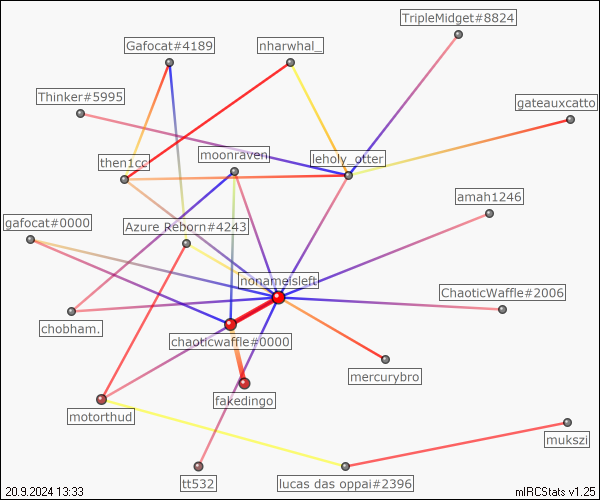 TripleMidget#8824
Gafocat#4189
nharwhal_
Thinker#5995
gateauxcatto
moonraven
leholy_otter
then1cc
amah1246
gafocat#0000
Azure Reborn#4243
nonameisleft
ChaoticWaffle#2006
chobham.
chaoticwaffle#0000
mercurybro
fakedingo
motorthud
mukszi
tt532
lucas das oppai#2396
20.9.2024 13:33
mIRCStats v1.25